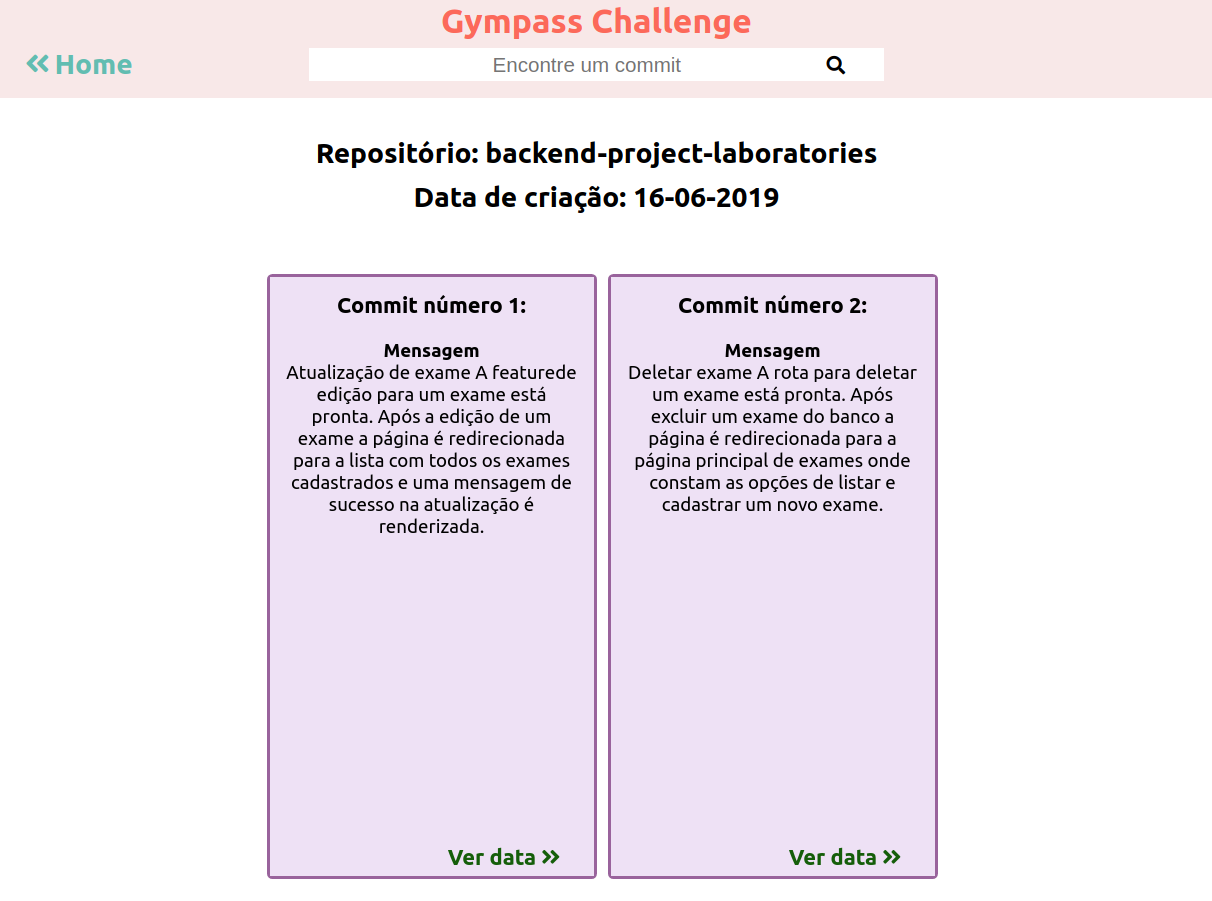 Gympass Challenge
Home
Encontre um commit
Repositório: backend-project-laboratories
Data de criação: 16-06-2019
Commit número 1:
Mensagem
Atualização de exame A featurede
edição para um exame está
pronta. Após a edição de um
exame a página é redirecionada
para a lista com todos os exames
cadastrados e uma mensagem de
sucesso na atualização é
renderizada.
Ver data
Commit número 2:
Mensagem
Deletar exame A rota para deletar
um exame está pronta. Após
excluir um exame do banco a
página é redirecionada para a
página principal de exames onde
constam as opções de listar e
cadastrar um novo exame.
Ver data